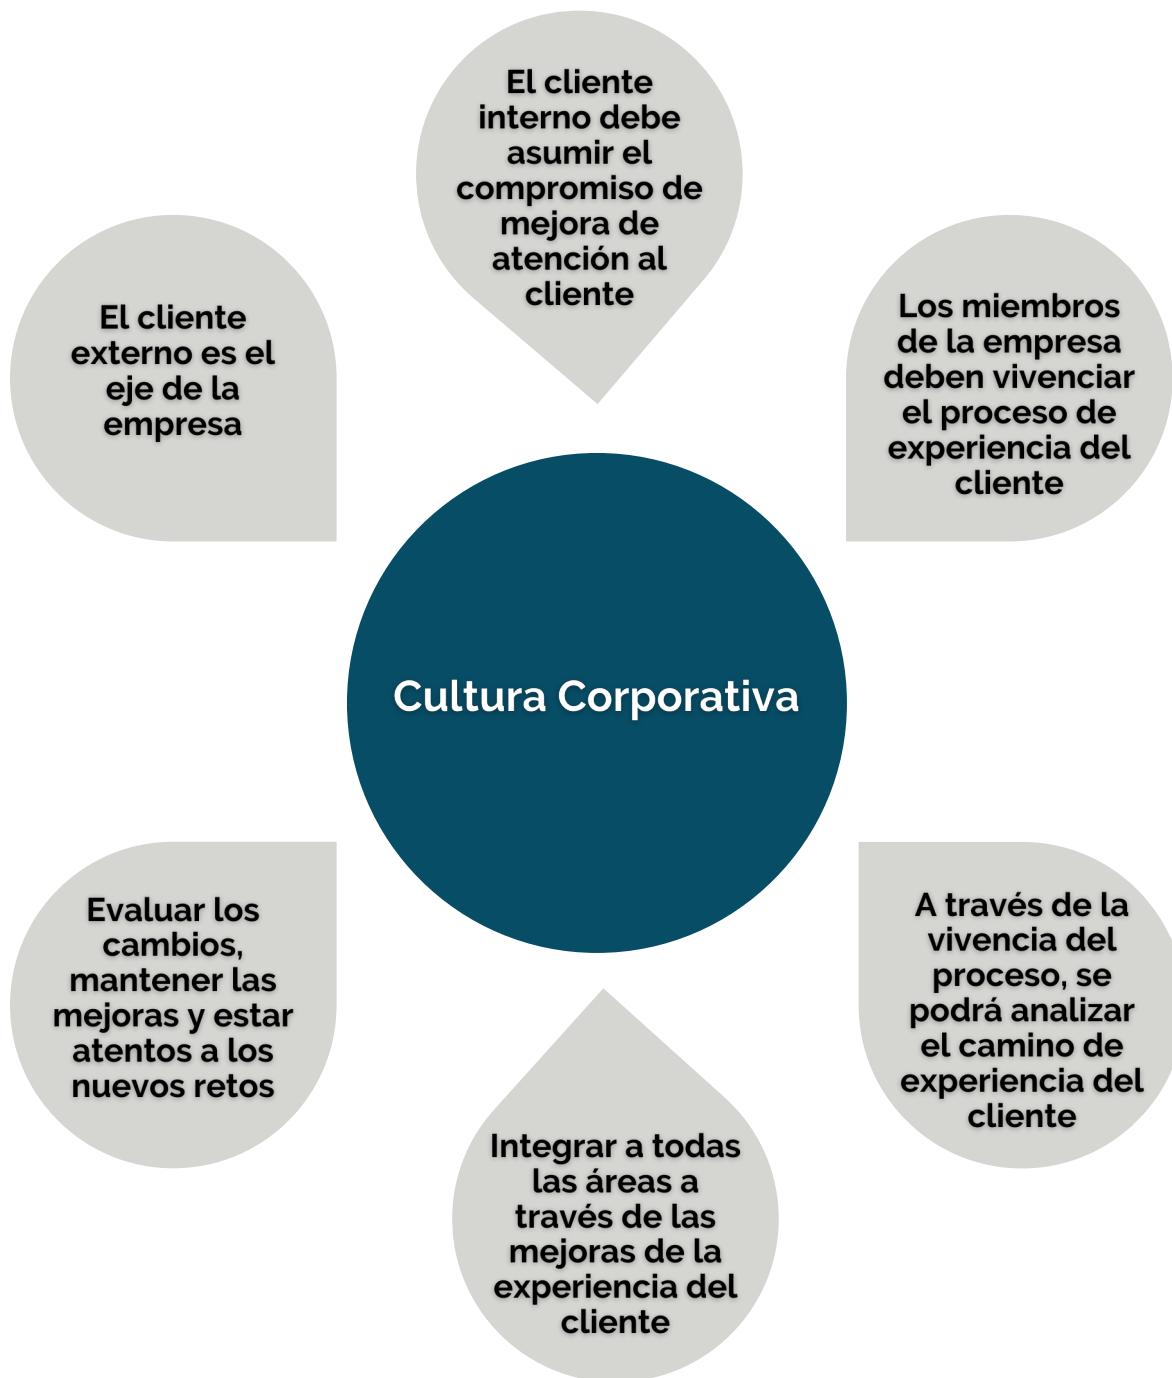 El cliente
interno debe
asumir el
compromiso de
mejora de
atención al
cliente
El cliente
externo es el
eje de la
empresa
Los miembros
de la empresa
deben vivenciar
el proceso de
experiencia del
cliente
Cultura Corporativa
Evaluar los
cambios,
mantener las
mejoras y estar
atentos a los
nuevos retos
A través de la
vivencia del
proceso, se
podrá analizar
el camino de
experiencia del
cliente
Integrar a todas
las áreas a
través de las
mejoras de la
experiencia del
cliente